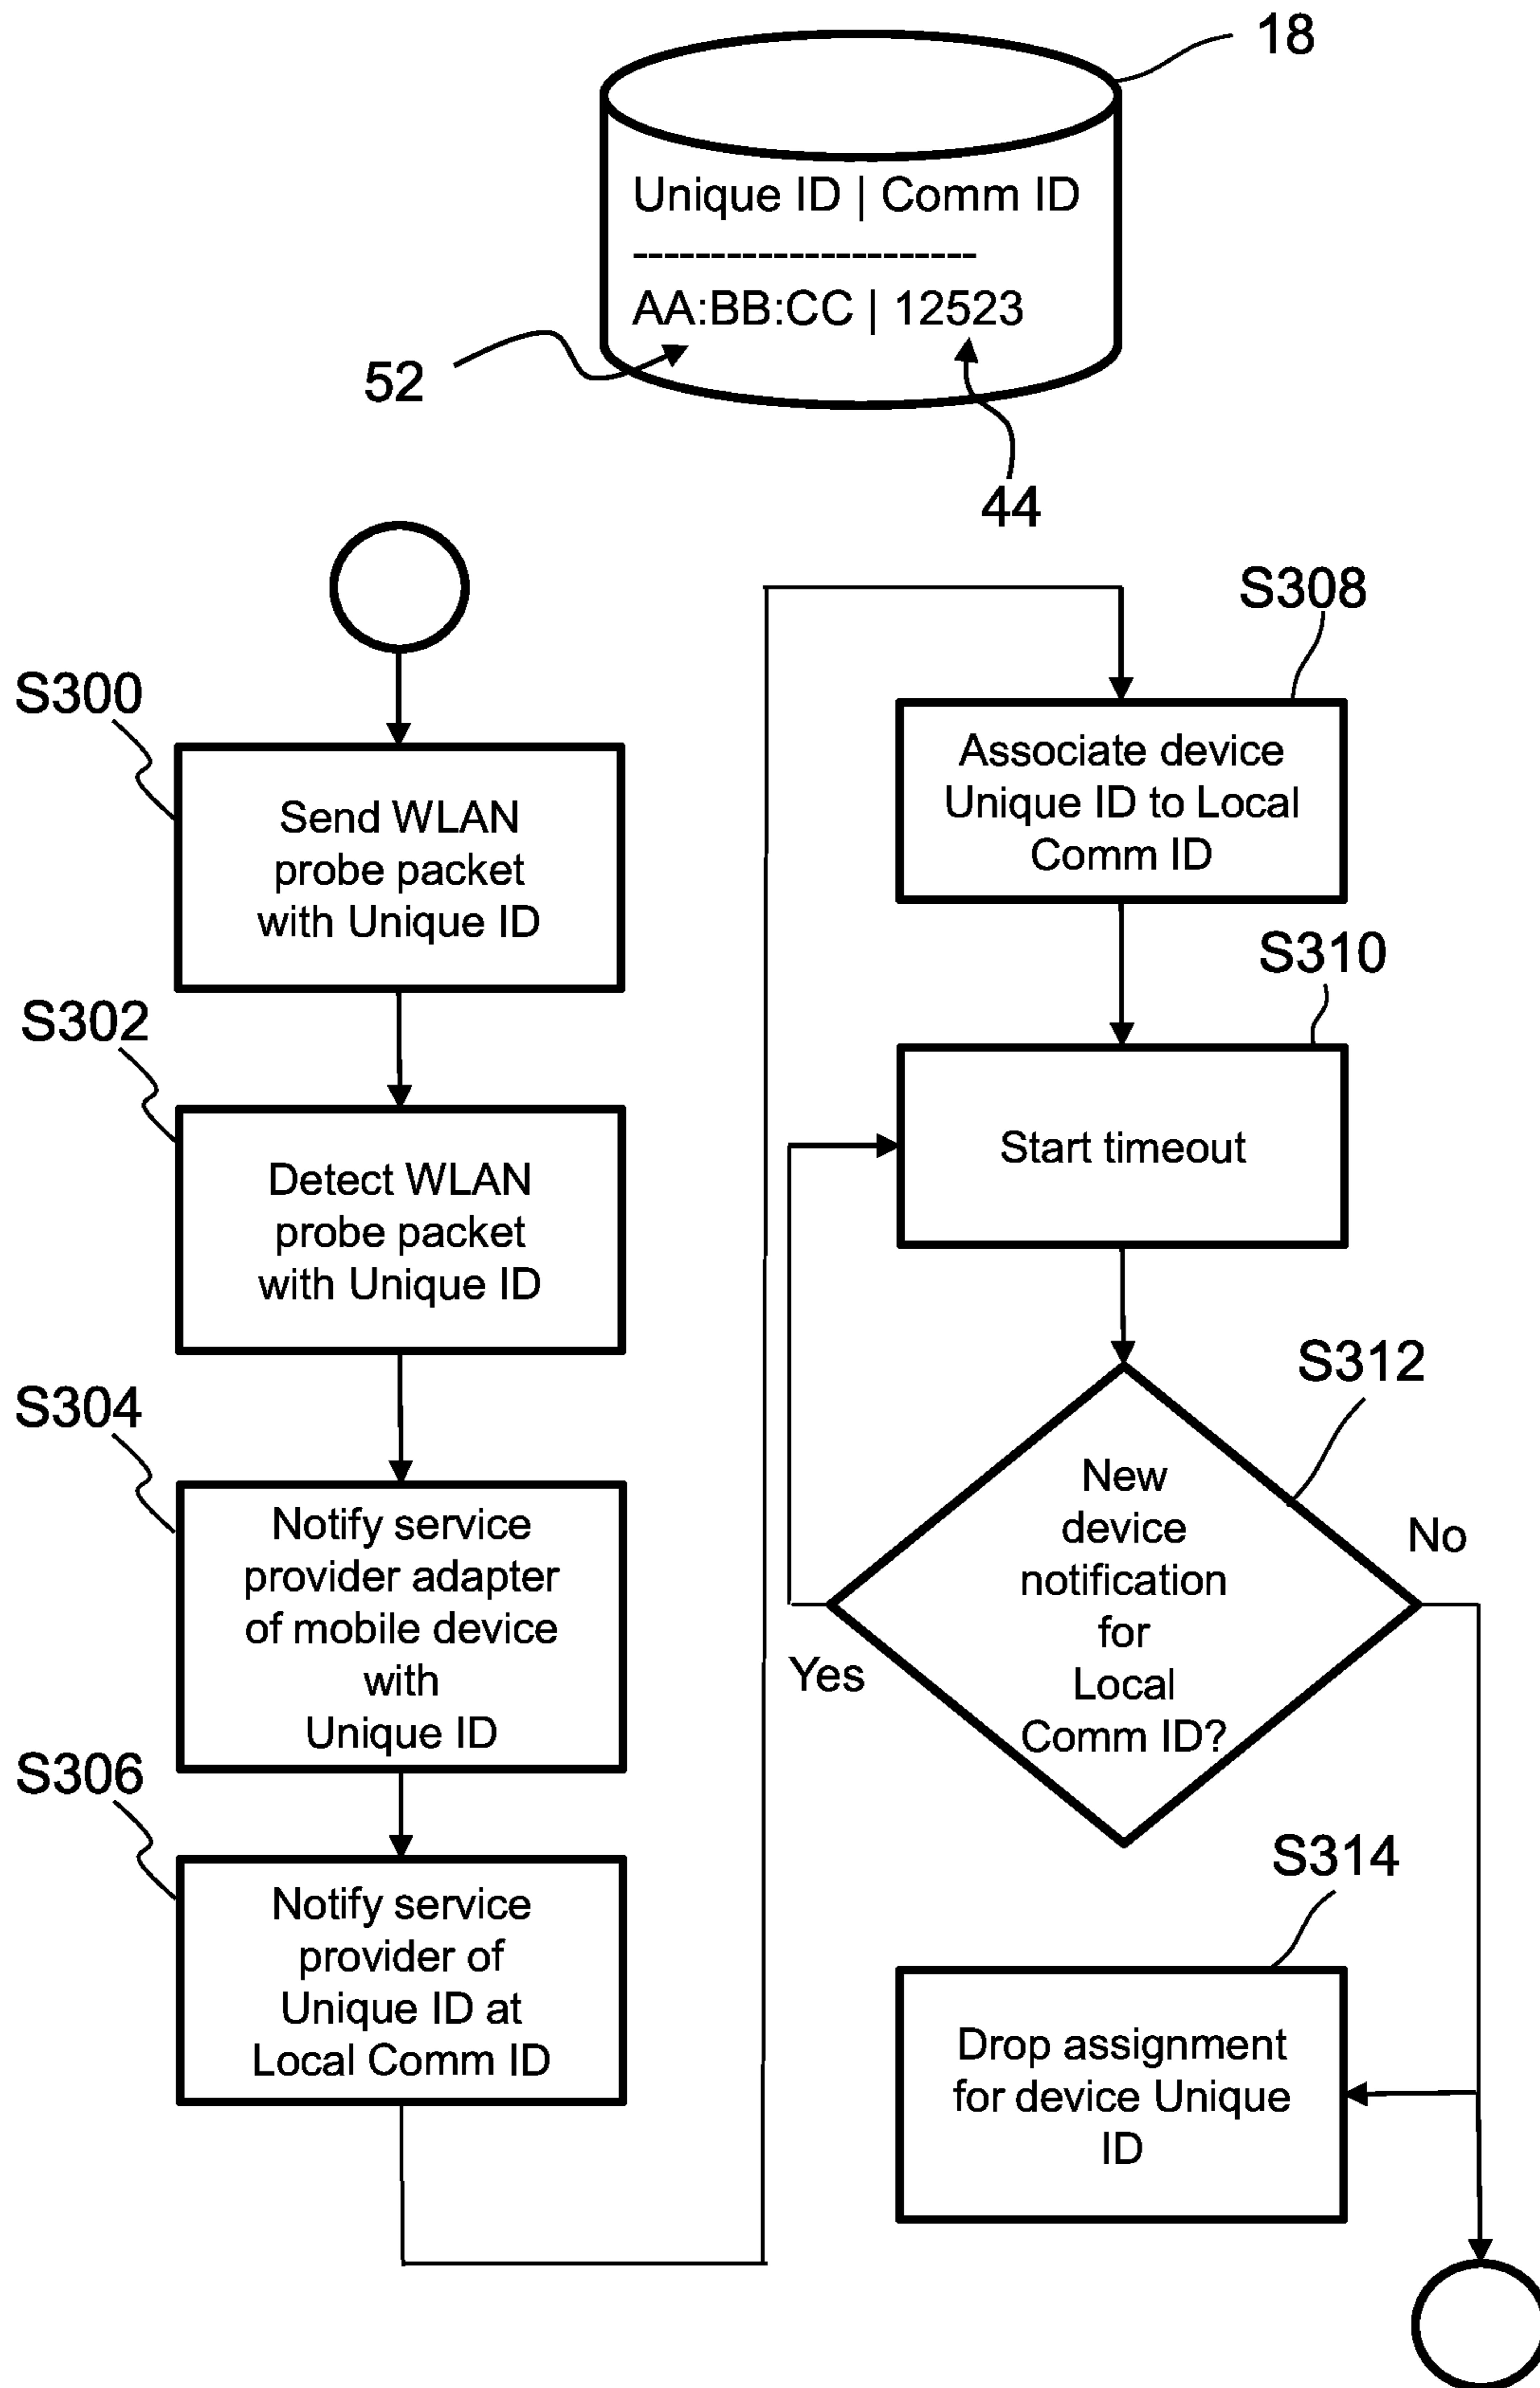 18
Unique ID | Comm ID
-----------------------
AA:BB:CC | 12523
52
44
S300
Send WLAN
probe packet
with Unique ID
S302
Detect WLAN
probe packet
with Unique ID
S304
Notify service
provider adapter
of mobile device
with
Unique ID
S306
Notify service
provider of
Unique ID at
Local Comm ID
S308
Associate device
Unique ID to Local
Comm ID
S310
Start timeout
S312
New
device
notification
for
Local
Comm ID?
Yes
No
S314
Drop assignment
for device Unique
ID